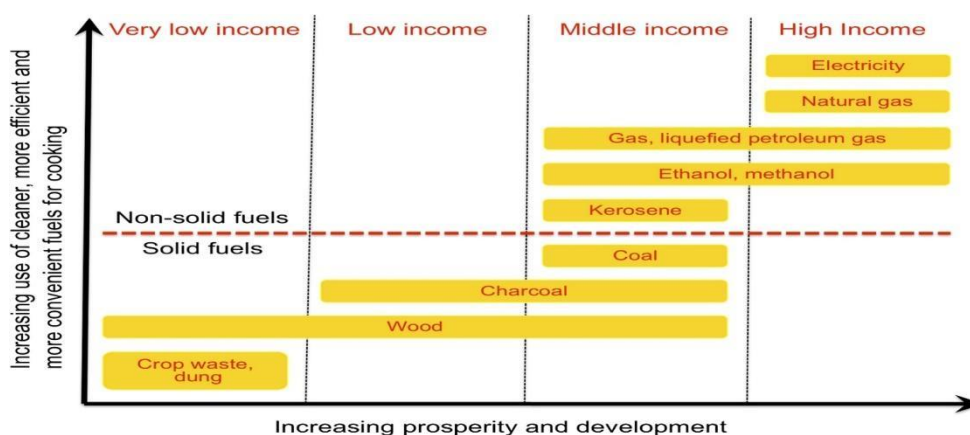 Very low income
Low income
Middle income
High Income
Electricity
Natural gas
Gas, liquefied petroleum gas
Ethanol, methanol
Kerosene
Non-solid fuels
Solid fuels
Coal
Charcoal
Wood
Crop waste,
dung
Increasing use of cleaner, more efficient and
more convenient fuels for cooking
Increasing prosperity and development